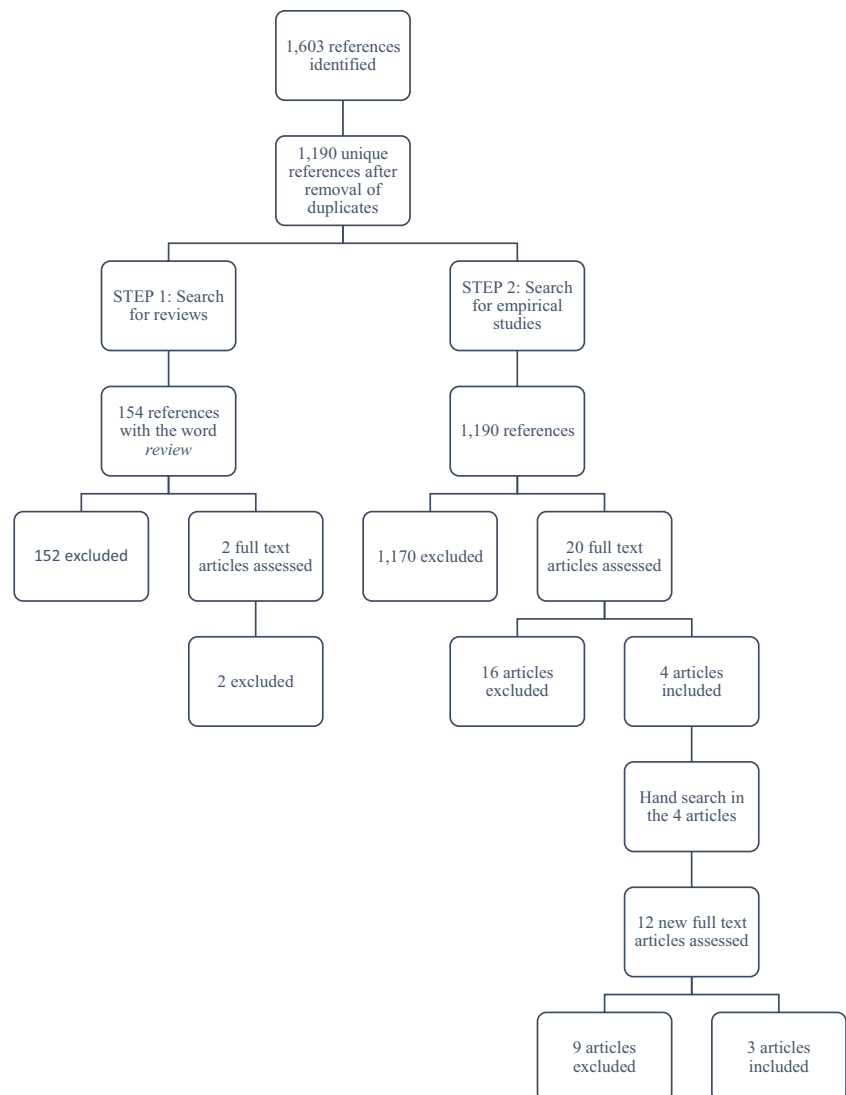 1,603 references
identified
1,190 unique
references after
removal of
duplicates
STEP 1: Search
for reviews
STEP 2: Search
for empirical
studies
154 references
with the word
review
1,190 references
152 excluded
2 full text
articles assessed
1,170 excluded
20 full text
articles assessed
2 excluded
16 articles
excluded
4 articles
included
Hand search in
the 4 articles
12 new full text
articles assessed
9 articles
excluded
3 articles
included